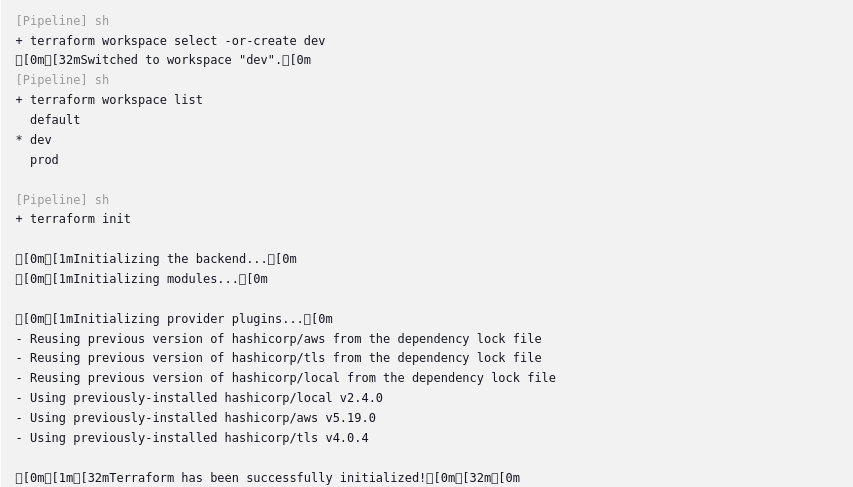 [Pipeline] sh
+ terraform workspace select -or-create dev
␛[0m␛[32mSwitched to workspace "dev".␛[0m
[Pipeline] sh
+ terraform workspace list
  default
* dev
  prod

[Pipeline] sh
+ terraform init

␛[0m␛[1mInitializing the backend...␛[0m
␛[0m␛[1mInitializing modules...␛[0m

␛[0m␛[1mInitializing provider plugins...␛[0m
- Reusing previous version of hashicorp/aws from the dependency lock file
- Reusing previous version of hashicorp/tls from the dependency lock file
- Reusing previous version of hashicorp/local from the dependency lock file
- Using previously-installed hashicorp/local v2.4.0
- Using previously-installed hashicorp/aws v5.19.0
- Using previously-installed hashicorp/tls v4.0.4

␛[0m␛[1m␛[32mTerraform has been successfully initialized!␛[0m␛[32m␛[0m